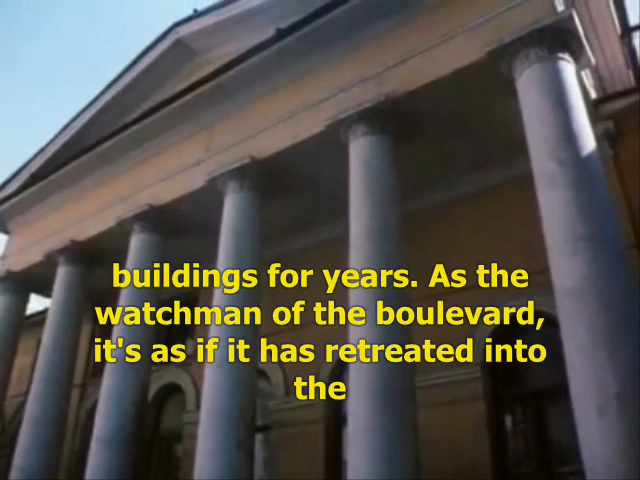 buildings for years. As the
watchman of the boulevard,
it's as if it has retreated into
the